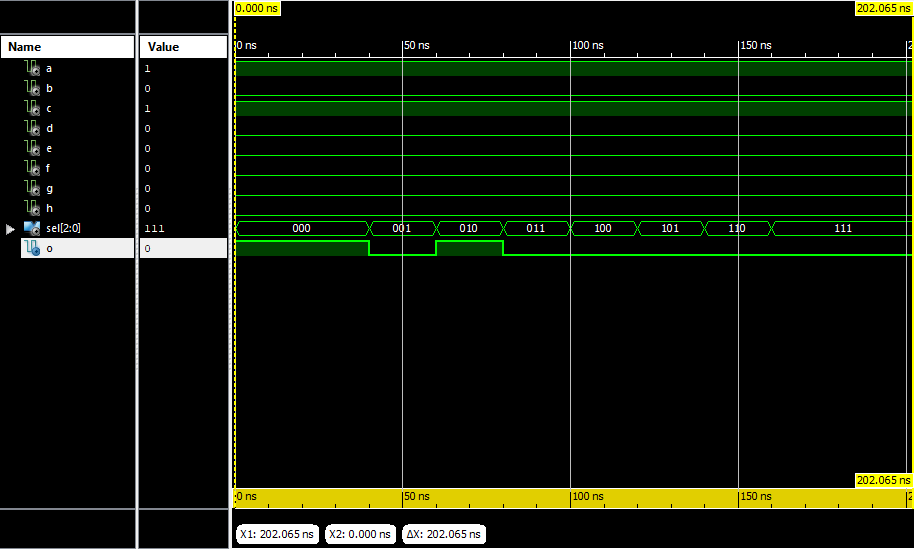 0.000 ns 202.065 ns
Name Value 0 ns 50 ns 100 ns 150 ns 2
a 1
b 0
c 1
d 0
e 0
f 0
g 0
h 0
sel[2:0] 111 000 001 010 011 100 101 110 111
o 0
202.065 ns
0 ns 50 ns 100 ns 150 ns 2
X1: 202.065 ns X2: 0.000 ns ΔX: 202.065 ns